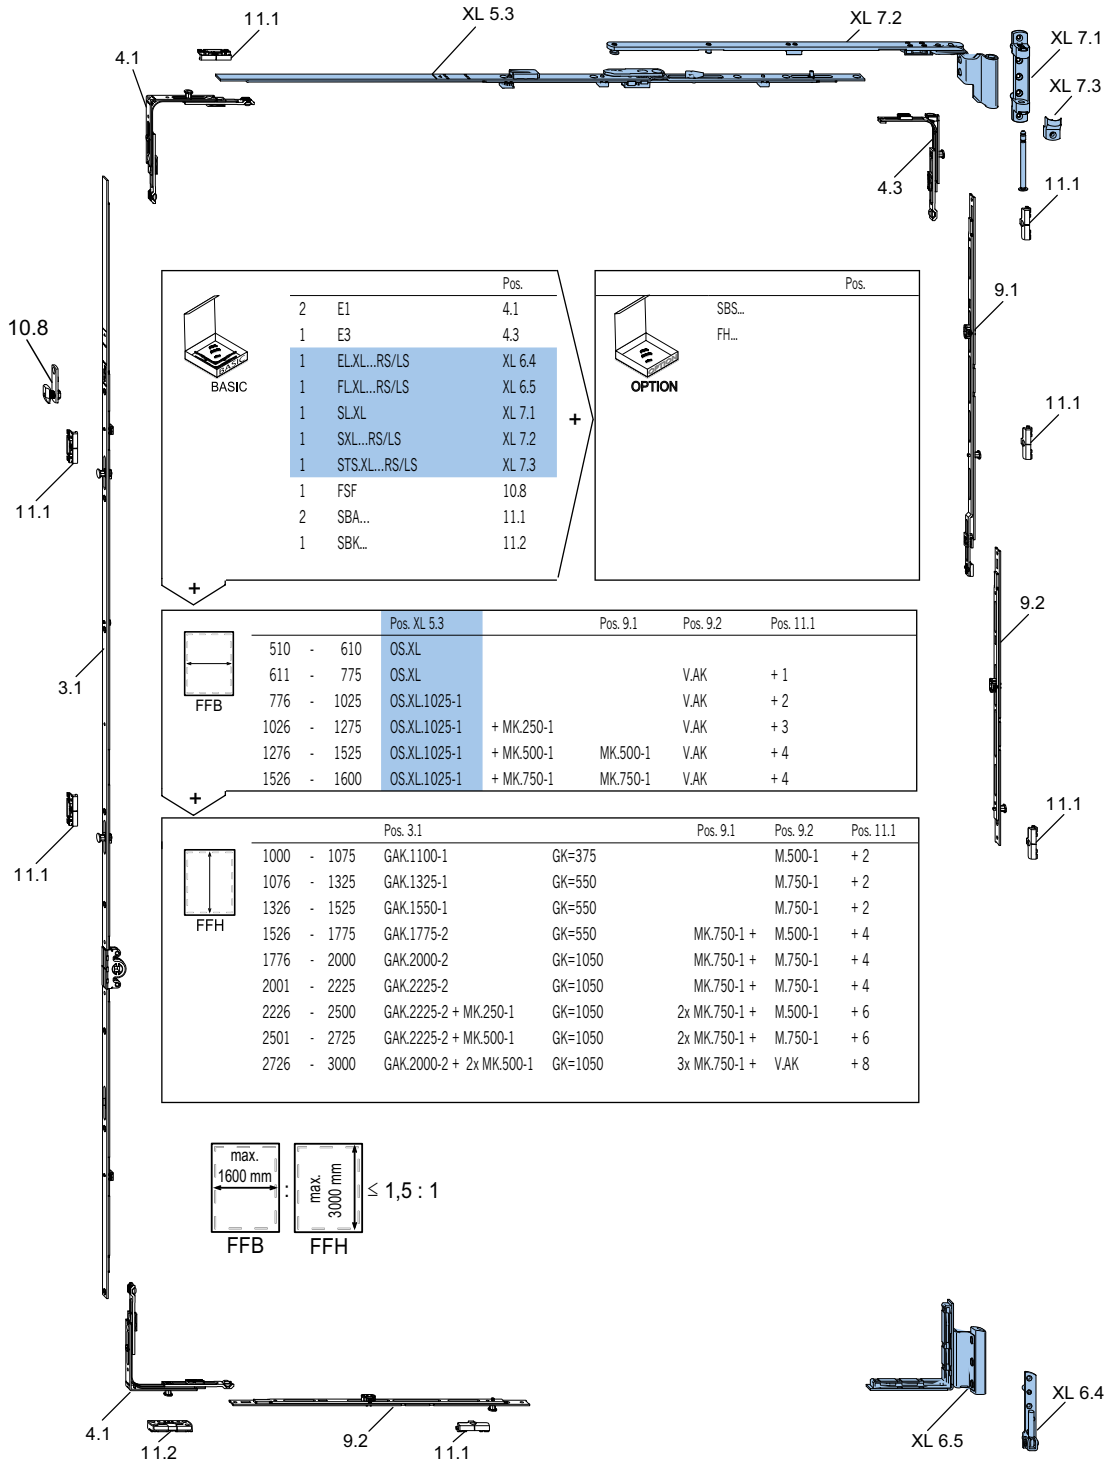 11.1
XL 5.3
XL 7.2
XL 7.1
4.1
XL 7.3
4.3
11.1
Pos.
2 E1 4.1
1 E3 4.3
1 EL.XL...RS/LS XL 6.4
1 FL.XL...RS/LS XL 6.5
1 SL.XL XL 7.1
1 SXL...RS/LS XL 7.2
1 STS.XL...RS/LS XL 7.3
1 FSF 10.8
2 SBA... 11.1
1 SBK... 11.2
BASIC
BASIC
+
Pos.
SBS...
FH...
OPTION
9.1
10.8
11.1
11.1
+
9.2
3.1
Pos. XL 5.3 Pos. 9.1 Pos. 9.2 Pos. 11.1
510 - 610 OS.XL
611 - 775 OS.XL V.AK + 1
776 - 1025 OS.XL.1025-1 V.AK + 2
1026 - 1275 OS.XL.1025-1 + MK.250-1 V.AK + 3
1276 - 1525 OS.XL.1025-1 + MK.500-1 MK.500-1 V.AK + 4
1526 - 1600 OS.XL.1025-1 + MK.750-1 MK.750-1 V.AK + 4
FFB
+
11.1
11.1
Pos. 3.1 Pos. 9.1 Pos. 9.2 Pos. 11.1
1000 - 1075 GAK.1100-1 GK=375 M.500-1 + 2
1076 - 1325 GAK.1325-1 GK=550 M.750-1 + 2
1326 - 1525 GAK.1550-1 GK=550 M.750-1 + 2
1526 - 1775 GAK.1775-2 GK=550 MK.750-1 + M.500-1 + 4
1776 - 2000 GAK.2000-2 GK=1050 MK.750-1 + M.750-1 + 4
2001 - 2225 GAK.2225-2 GK=1050 MK.750-1 + M.750-1 + 4
2226 - 2500 GAK.2225-2 + MK.250-1 GK=1050 2x MK.750-1 + M.500-1 + 6
2501 - 2725 GAK.2225-2 + MK.500-1 GK=1050 2x MK.750-1 + M.750-1 + 6
2726 - 3000 GAK.2000-2 + 2x MK.500-1 GK=1050 3x MK.750-1 + V.AK + 8
FFH
max.
1600 mm
:
max.
3000 mm
≤ 1,5 : 1
FFB
FFH
4.1
11.2
9.2
11.1
XL 6.5
XL 6.4